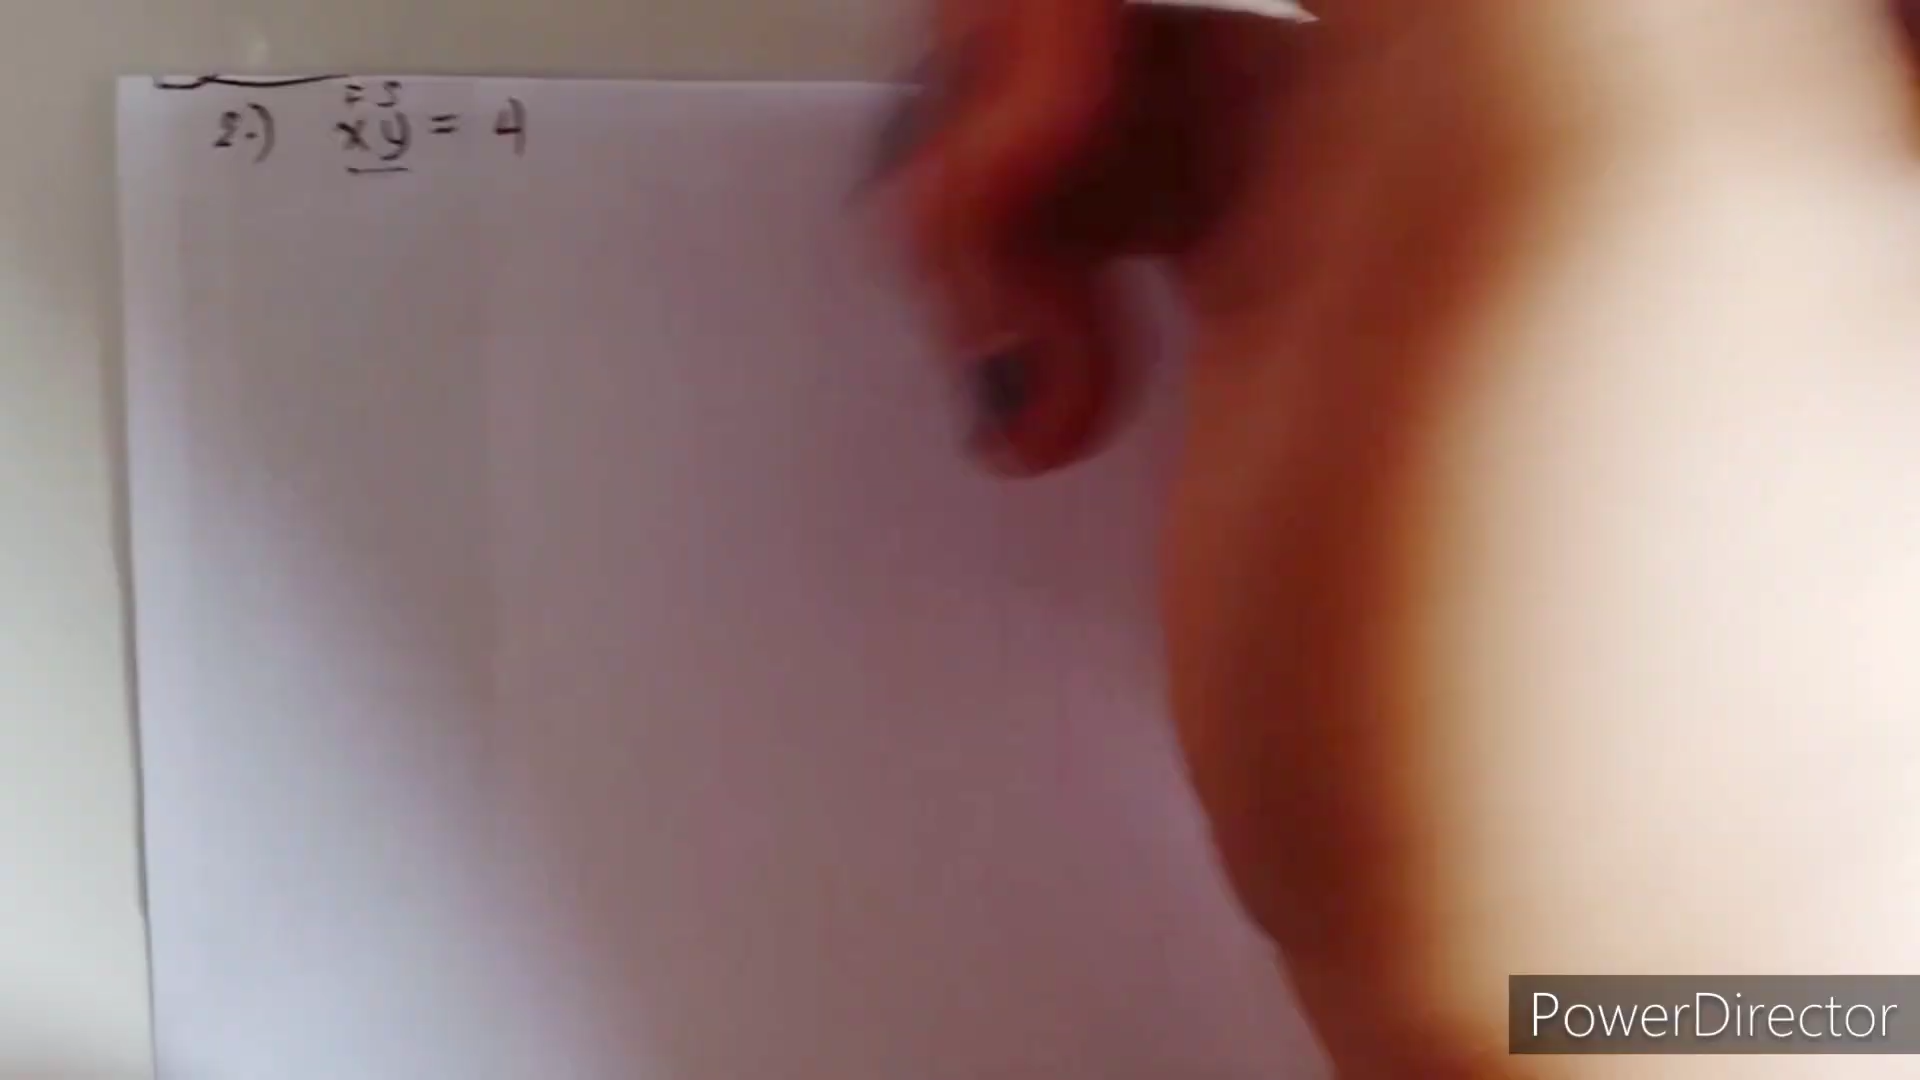 2.) xy = 4
PowerDirector